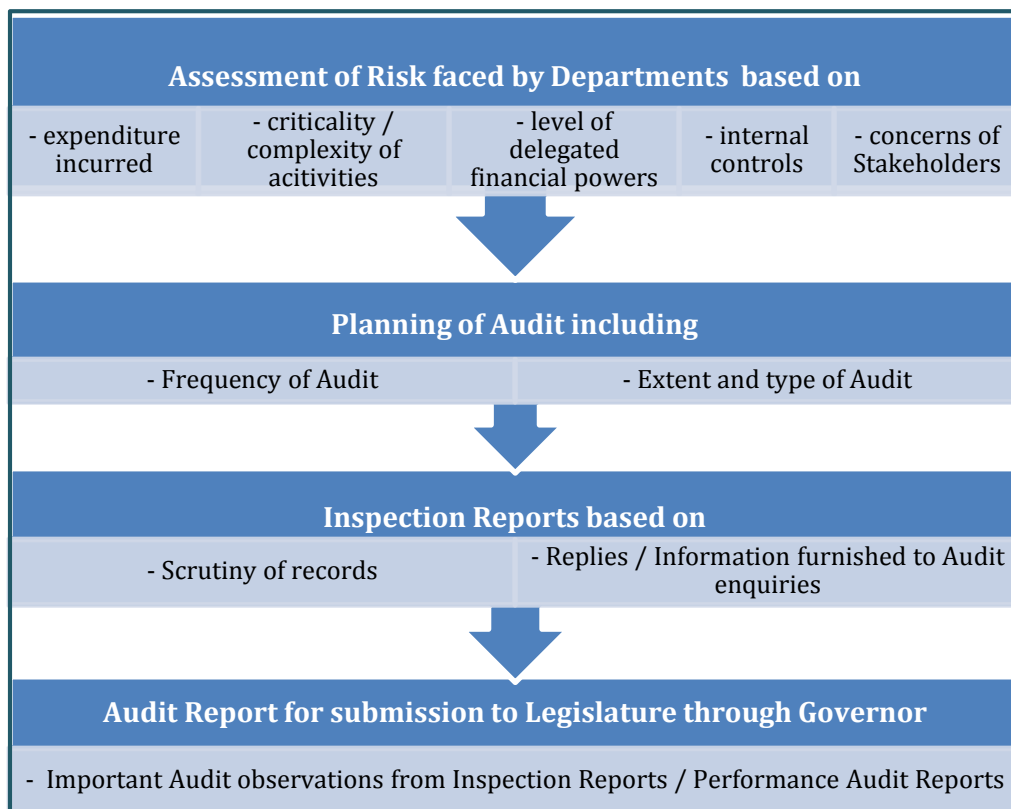 Assessment of Risk faced by Departments based on
- expenditure
incurred
- criticality /
complexity of
acitivities
- level of
delegated
financial powers
- internal
controls
- concerns of
Stakeholders
Planning of Audit including
- Frequency of Audit
- Extent and type of Audit
Inspection Reports based on
- Scrutiny of records
- Replies / Information furnished to Audit
enquiries
Audit Report for submission to Legislature through Governor
- Important Audit observations from Inspection Reports / Performance Audit Reports